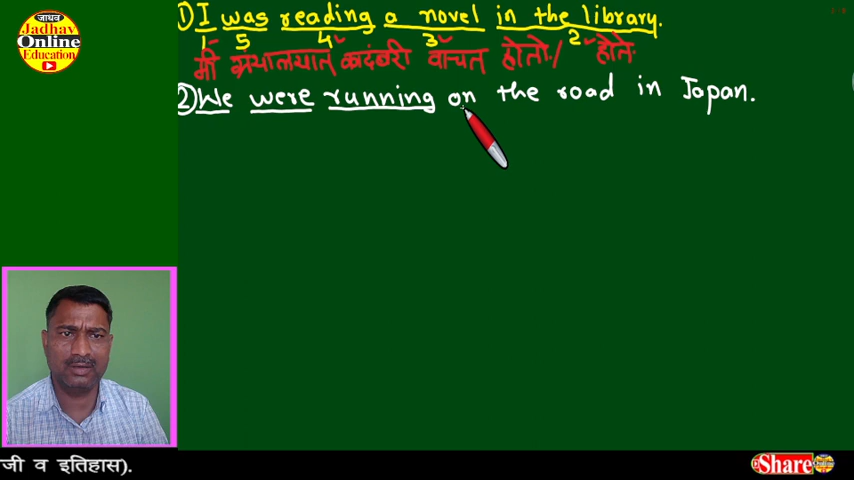 जाधव
Jadhav
Online
Education
1) I was reading a novel in the library.
1 5 4 3 2
मी ग्रंथालयात कादंबरी वाचत होतो / होते.
2) We were running on the road in Japan.
जी व इतिहास).
Share